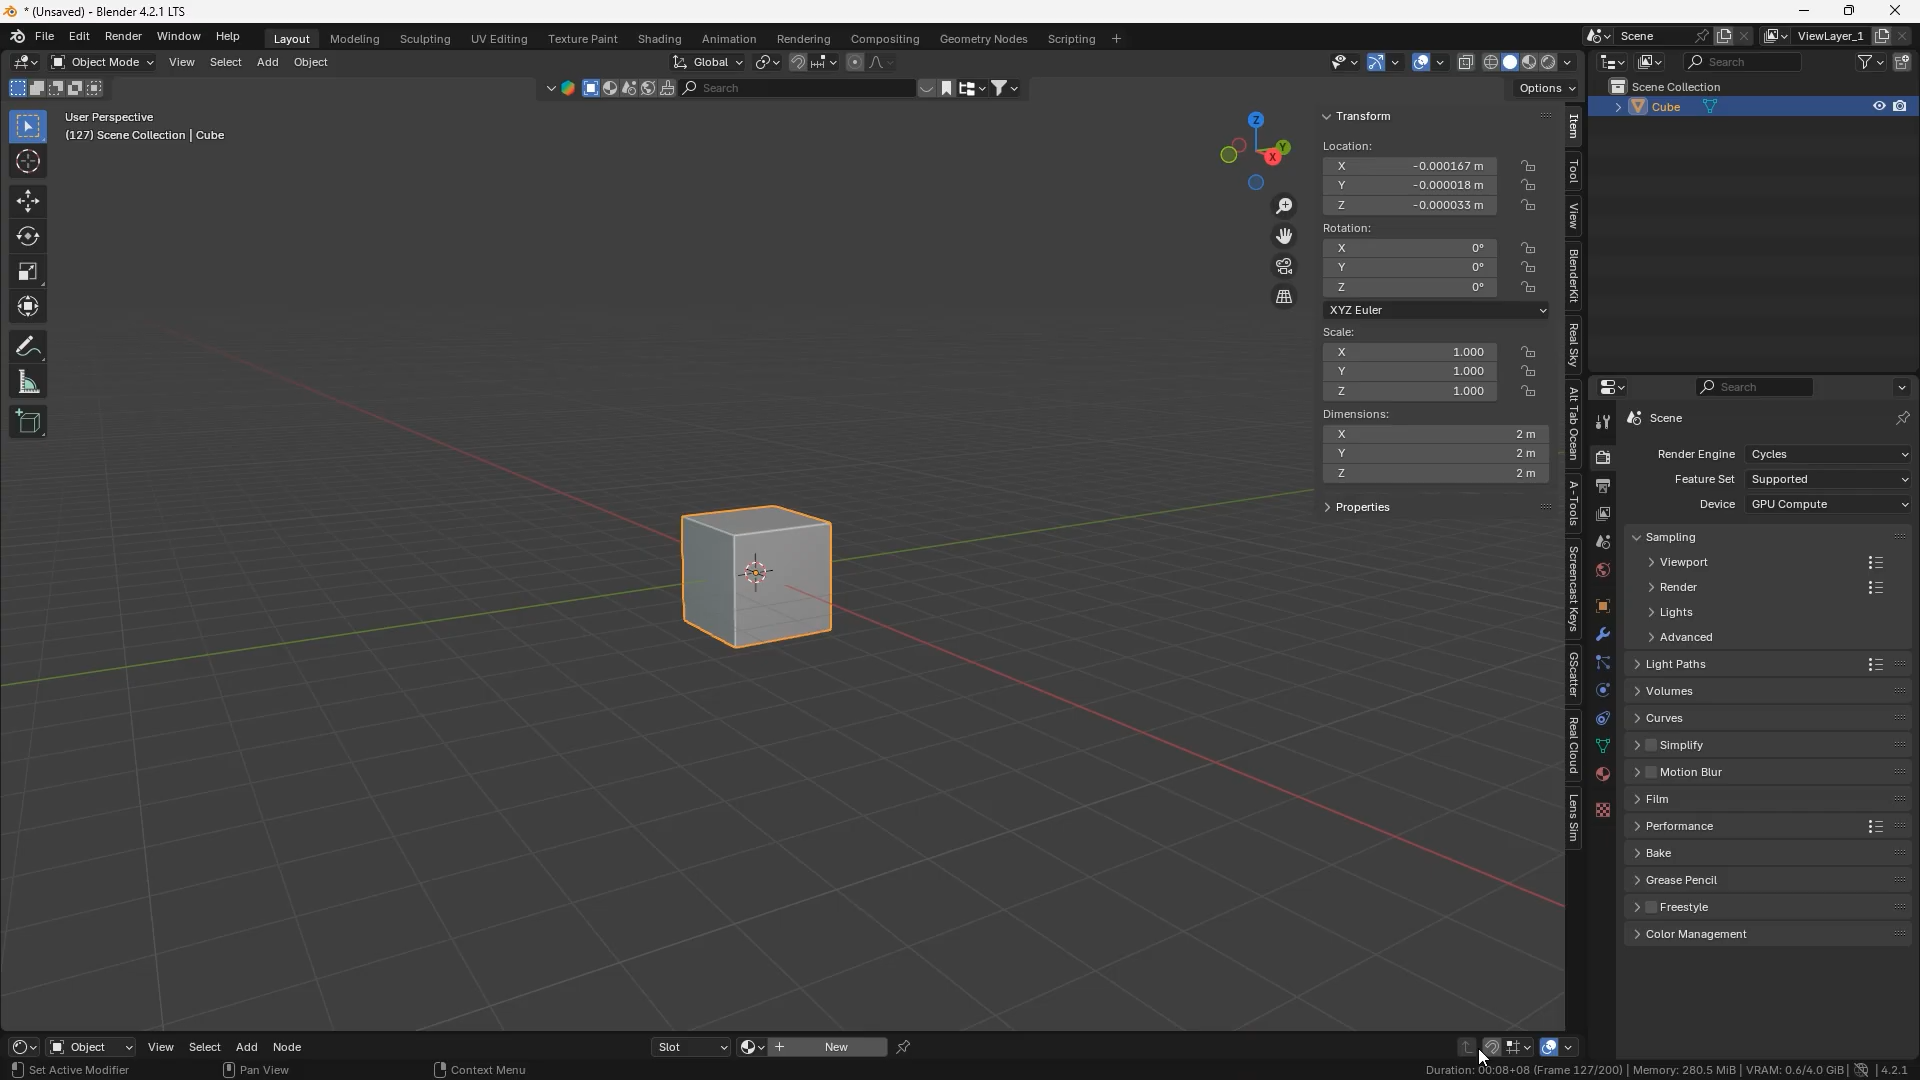 * (Unsaved) - Blender 4.2.1 LTS
File Edit Render Window Help Layout Modeling Sculpting UV Editing Texture Paint Shading Animation Rendering Compositing Geometry Nodes Scripting + Scene ViewLayer_1
Object Mode View Select Add Object Global Search
Search Options
User Perspective
(127) Scene Collection | Cube
Z
Y
X
Transform
Location:
X -0.000167 m
Y -0.000018 m
Z -0.000033 m
Rotation:
X 0°
Y 0°
Z 0°
XYZ Euler
Scale:
X 1.000
Y 1.000
Z 1.000
Dimensions:
X 2 m
Y 2 m
Z 2 m
Properties
Item
Tool
View
BlenderKit
Real Sky
Alt Tab Ocean
A-Tools
Screencast Keys
GScatter
Real Cloud
Lens Sim
Scene Collection
Cube
Search
Scene
Render Engine Cycles
Feature Set Supported
Device GPU Compute
Sampling
Viewport
Render
Lights
Advanced
Light Paths
Volumes
Curves
Simplify
Motion Blur
Film
Performance
Bake
Grease Pencil
Freestyle
Color Management
Object View Select Add Node Slot + New
Set Active Modifier Pan View Context Menu Duration: 00:08+08 (Frame 127/200) | Memory: 280.5 MiB | VRAM: 0.6/4.0 GiB | 4.2.1